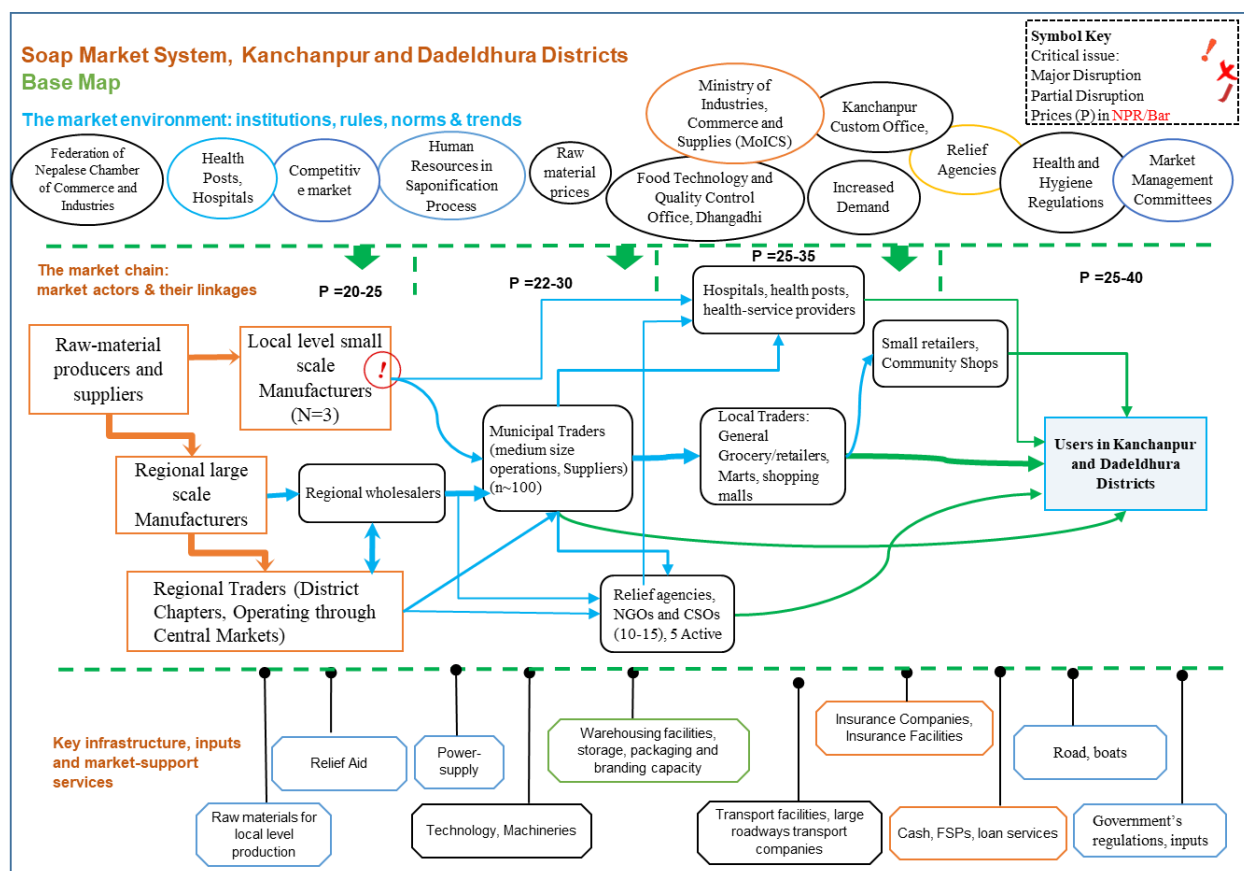 Soap Market System, Kanchanpur and Dadeldhura Districts
Base Map
The market environment: institutions, rules, norms & trends
Symbol Key
Critical issue:
Major Disruption
Partial Disruption
Prices (P) in NPR/Bar
Federation of
Nepalese Chamber
of Commerce and
Industries
Health
Posts,
Hospitals
Competitiv
e market
Human
Resources in
Saponification
Process
Raw
material
prices
Ministry of
Industries,
Commerce and
Supplies (MoICS)
Food Technology and
Quality Control
Office, Dhangadhi
Kanchanpur
Custom Office,
Increased
Demand
Relief
Agencies
Health and
Hygiene
Regulations
Market
Management
Committees
The market chain:
market actors & their linkages
P =20-25
P =22-30
P =25-35
P =25-40
Raw-material
producers and
suppliers
Local level small
scale
Manufacturers
(N=3)
!
Hospitals, health posts,
health-service providers
Small retailers,
Community Shops
Regional large
scale
Manufacturers
Regional wholesalers
Municipal Traders
(medium size
operations, Suppliers)
(n~100)
Local Traders:
General
Grocery/retailers,
Marts, shopping
malls
Users in Kanchanpur
and Dadeldhura
Districts
Regional Traders (District
Chapters, Operating through
Central Markets)
Relief agencies,
NGOs and CSOs
(10-15), 5 Active
Key infrastructure, inputs
and market-support
services
Raw materials for
local level
production
Relief Aid
Power-
supply
Technology, Machineries
Warehousing facilities,
storage, packaging and
branding capacity
Transport facilities, large
roadways transport
companies
Insurance Companies,
Insurance Facilities
Cash, FSPs, loan services
Road, boats
Government's
regulations, inputs